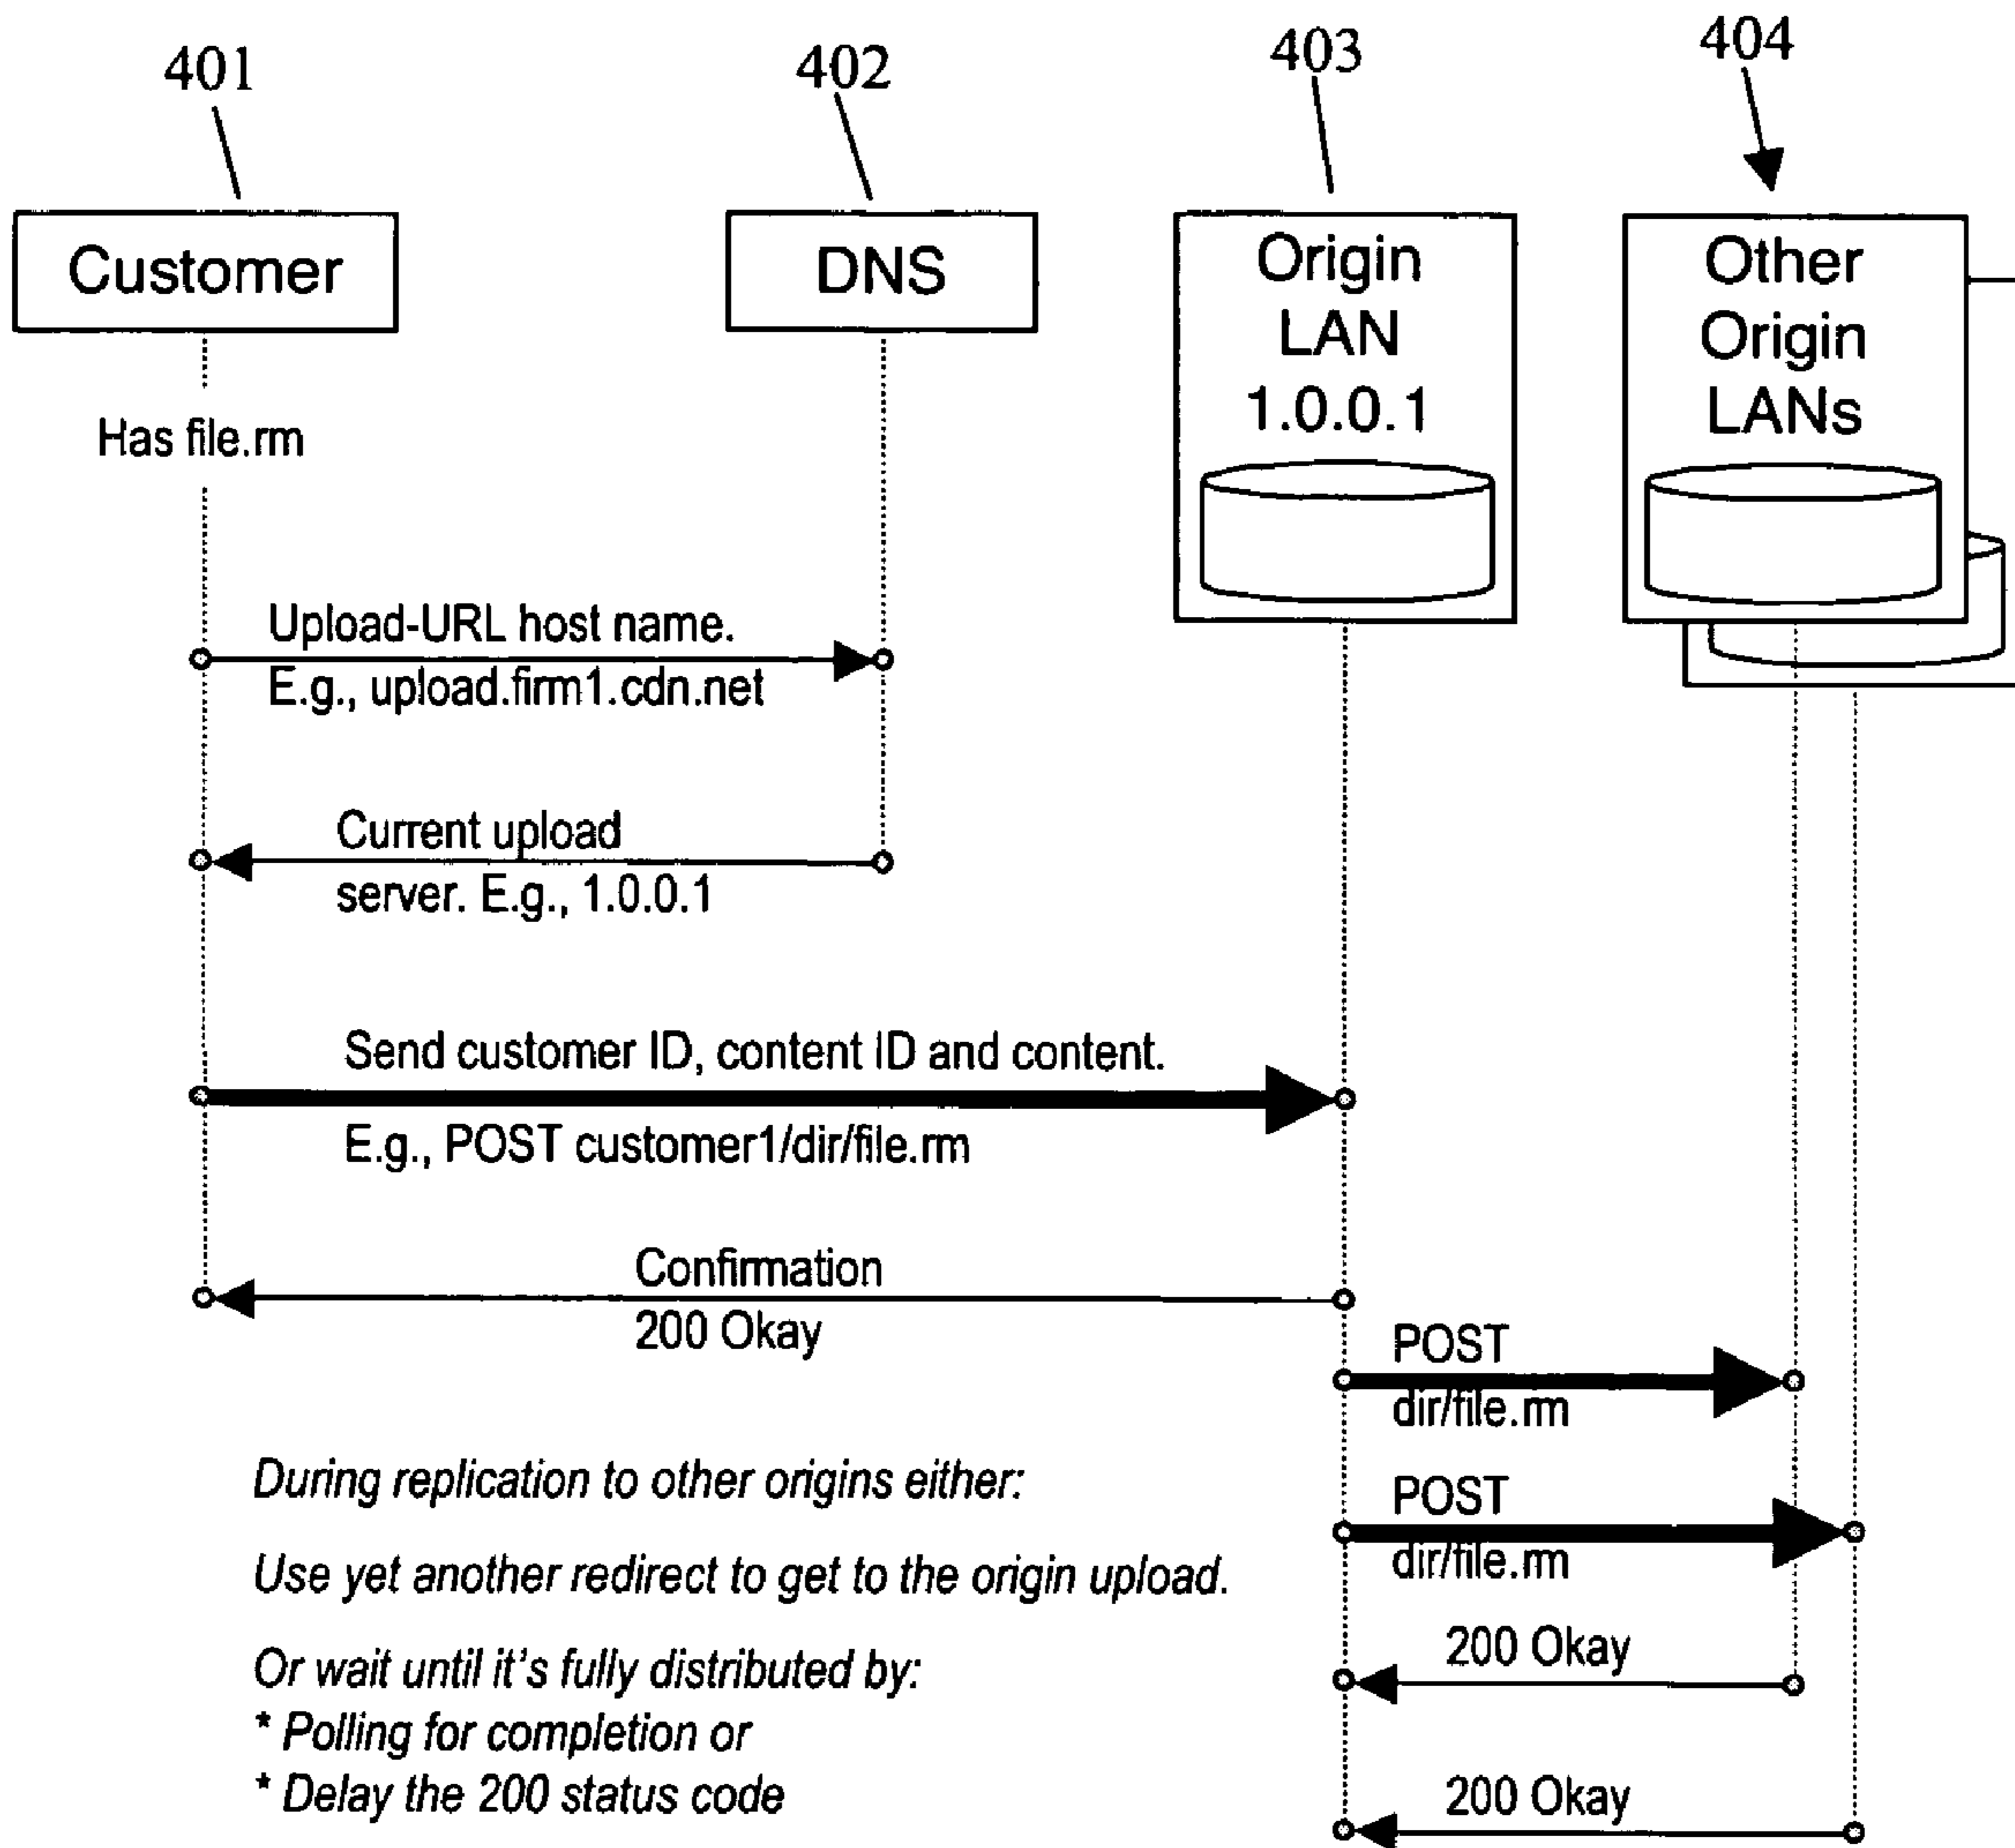 401
402
403
404
Customer
DNS
Origin
LAN
1.0.0.1
Other
Origin
LANs
Has file.rm
Upload-URL host name.
E.g., upload.firm1.cdn.net
Current upload
server. E.g., 1.0.0.1
Send customer ID, content ID and content.
E.g., POST customer1/dir/file.rm
Confirmation
200 Okay
POST
dir/file.rm
During replication to other origins either:
POST
dir/file.rm
Use yet another redirect to get to the origin upload.
Or wait until it's fully distributed by:
* Polling for completion or
* Delay the 200 status code
200 Okay
200 Okay